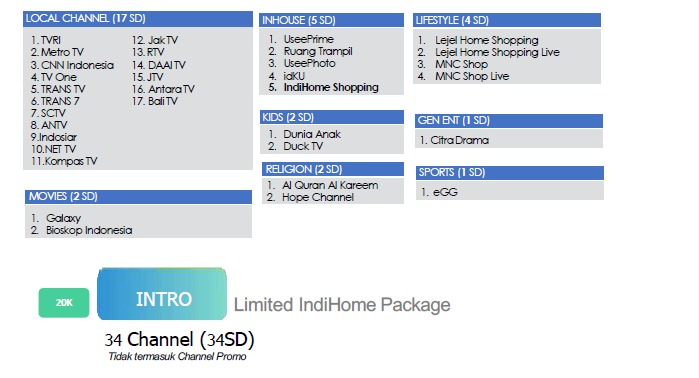 LOCAL CHANNEL (17 SD)
1. TVRI
2. Metro TV
3. CNN Indonesia
4. TV One
5. TRANS TV
6. TRANS 7
7. SCTV
8. ANTV
9. Indosiar
10.NET TV
11.Kompas TV
12. Jak TV
13. RTV
14. DAAI TV
15. JTV
16. Antara TV
17. Bali TV
INHOUSE (5 SD)
1. UseePrime
2. Ruang Trampil
3. UseePhoto
4. idKU
5. IndiHome Shopping
LIFESTYLE (4 SD)
1. Lejel Home Shopping
2. Lejel Home Shopping Live
3. MNC Shop
4. MNC Shop Live
KIDS (2 SD)
1. Dunia Anak
2. Duck TV
GEN ENT (1 SD)
1. Citra Drama
RELIGION (2 SD)
1. Al Quran Al Kareem
2. Hope Channel
SPORTS (1 SD)
1. eGG
MOVIES (2 SD)
1. Galaxy
2. Bioskop Indonesia
20K
INTRO
Limited IndiHome Package
34 Channel (34SD)
Tidak termasuk Channel Promo